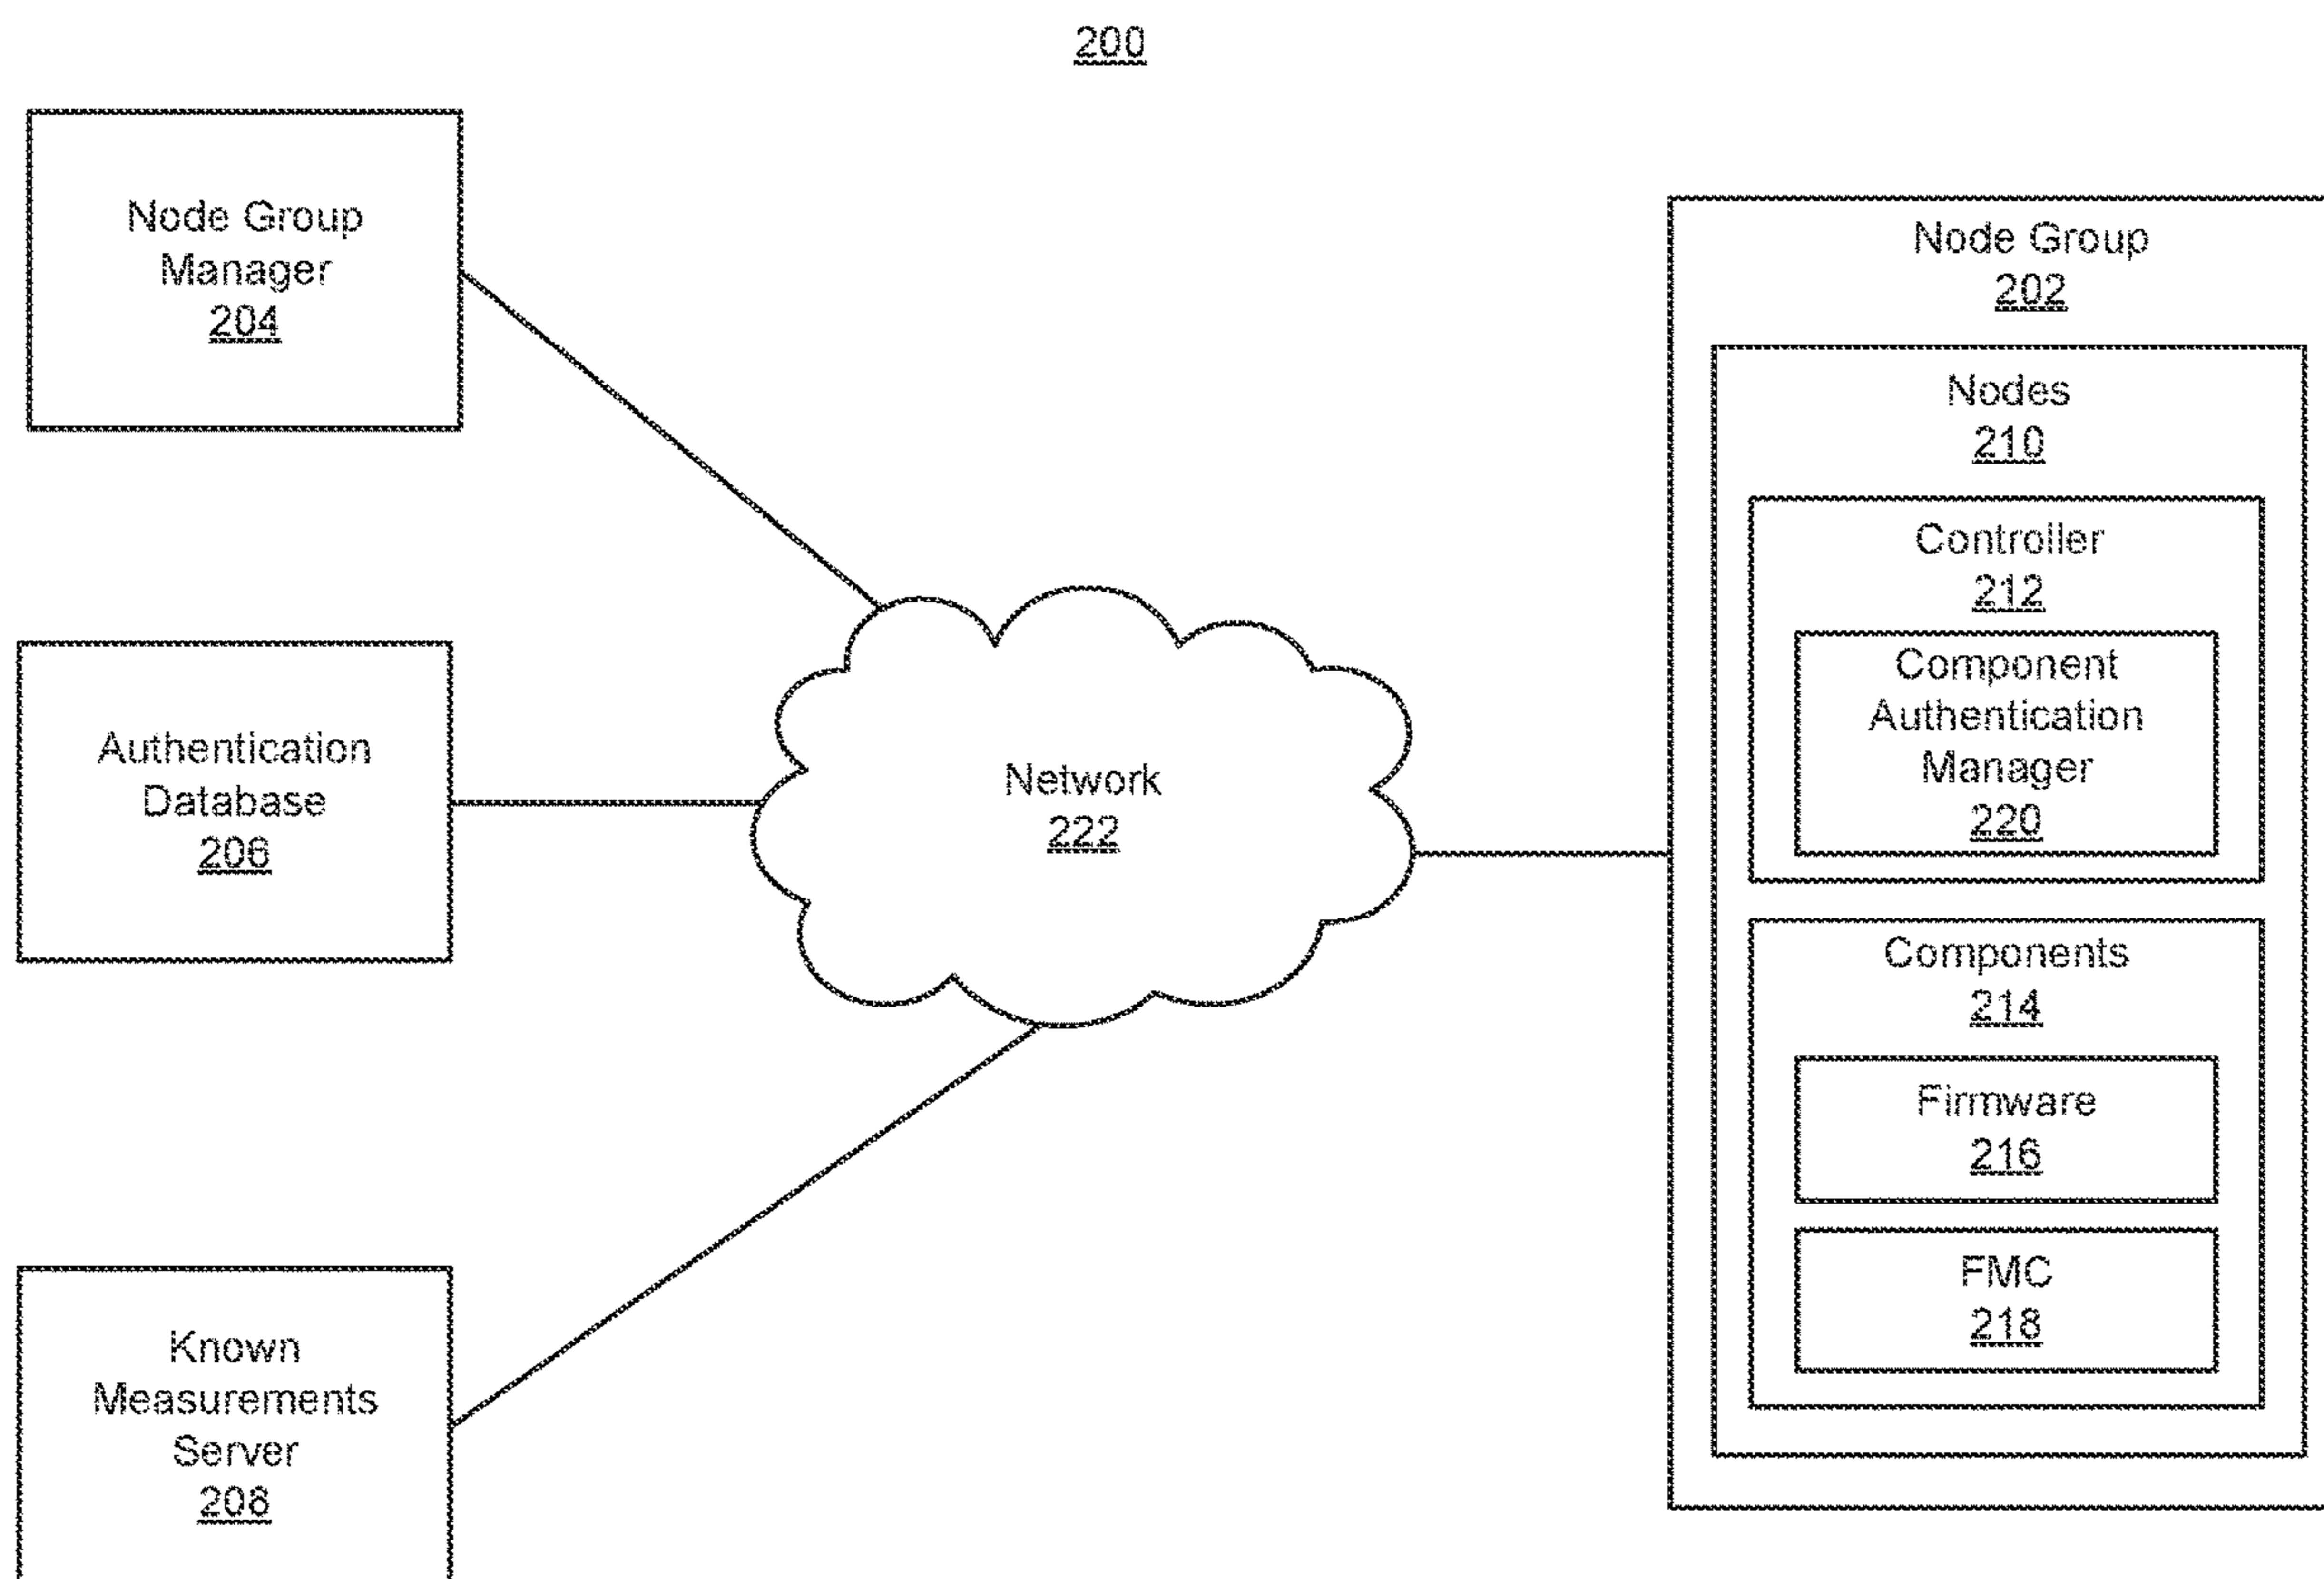 200
Node Group
Manager
204
Authentication
Database
206
Known
Measurements
Server
208
Network
222
Node Group
202
Nodes
210
Controller
212
Component
Authentication
Manager
220
Components
214
Firmware
216
FMC
218